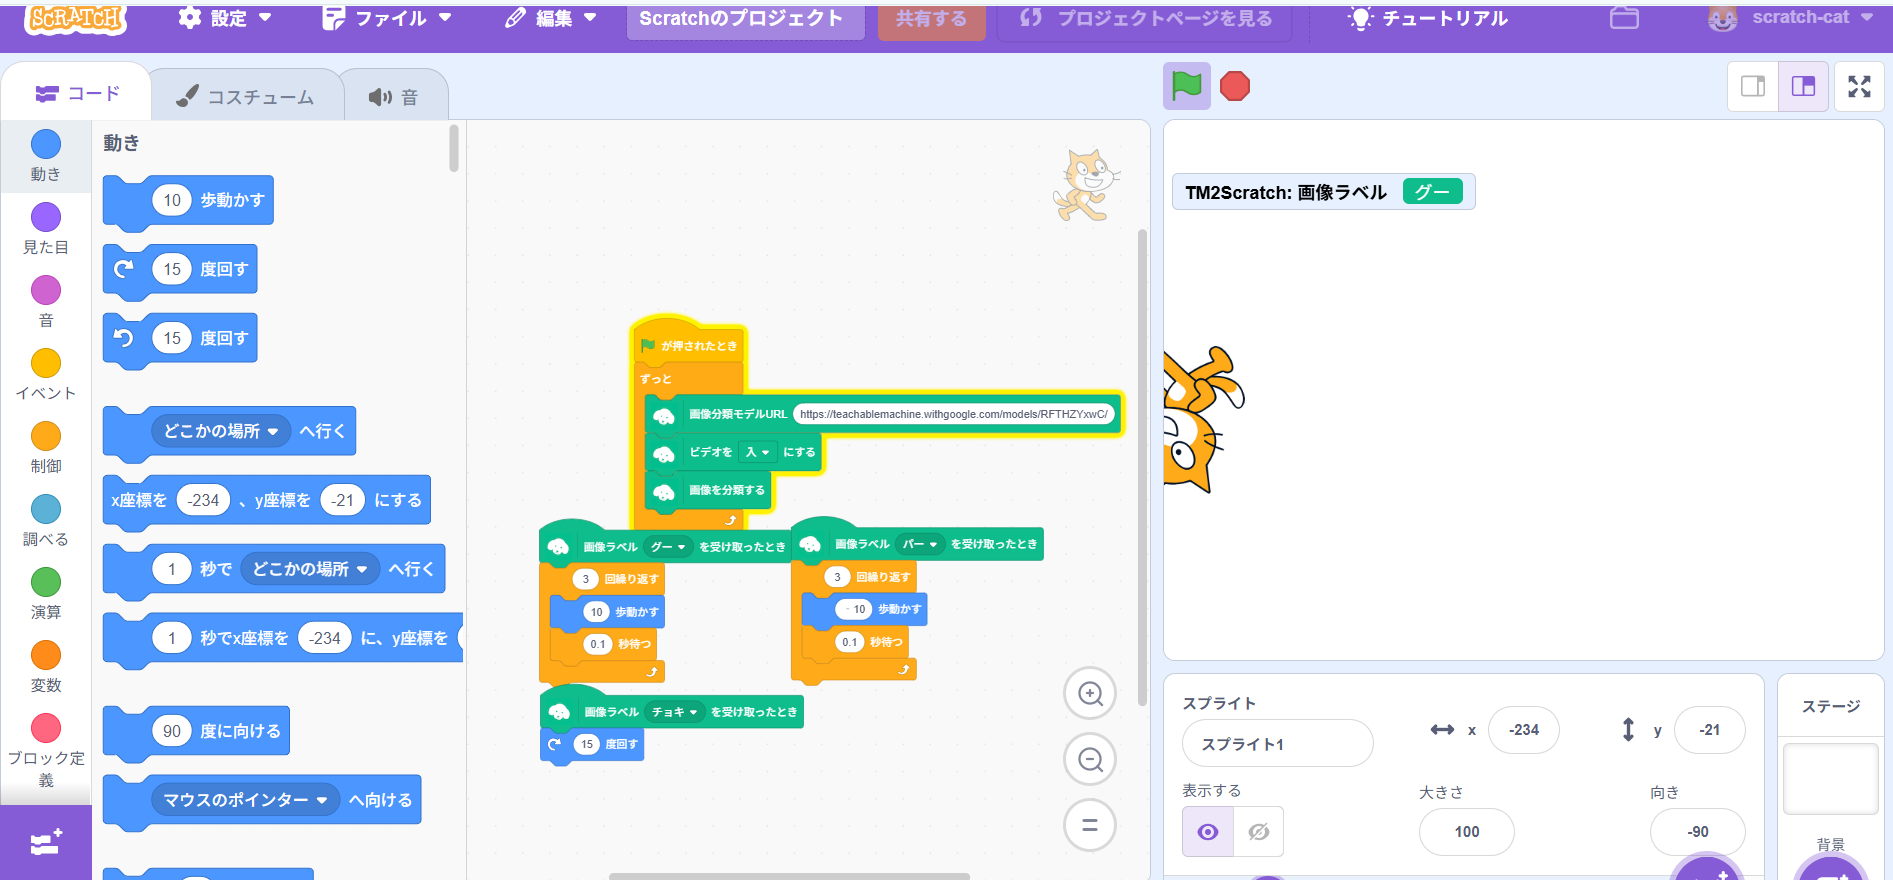 SCRATCH
設定
ファイル
編集
Scratchのプロジェクト
共有する
プロジェクトページを見る
チュートリアル
scratch-cat
コード
コスチューム
音
動き
見た目
音
イベント
制御
調べる
演算
変数
ブロック定
義
動き
10 歩動かす
15 度回す
15 度回す
どこかの場所 へ行く
x座標を -234 、y座標を -21 にする
1 秒で どこかの場所 へ行く
1 秒でx座標を -234 に、y座標を
90 度に向ける
マウスのポインター へ向ける
が押されたとき
ずっと
画像分類モデルURL https://teachablemachine.withgoogle.com/models/RFTHZYxwC/
ビデオを 入 にする
画像を分類する
画像ラベル グー を受け取ったとき
3 回繰り返す
10 歩動かす
0.1 秒待つ
画像ラベル パー を受け取ったとき
3 回繰り返す
-10 歩動かす
0.1 秒待つ
画像ラベル チョキ を受け取ったとき
15 度回す
TM2Scratch: 画像ラベル グー
スプライト
スプライト1
x -234
y -21
表示する
大きさ
100
向き
-90
ステージ
背景